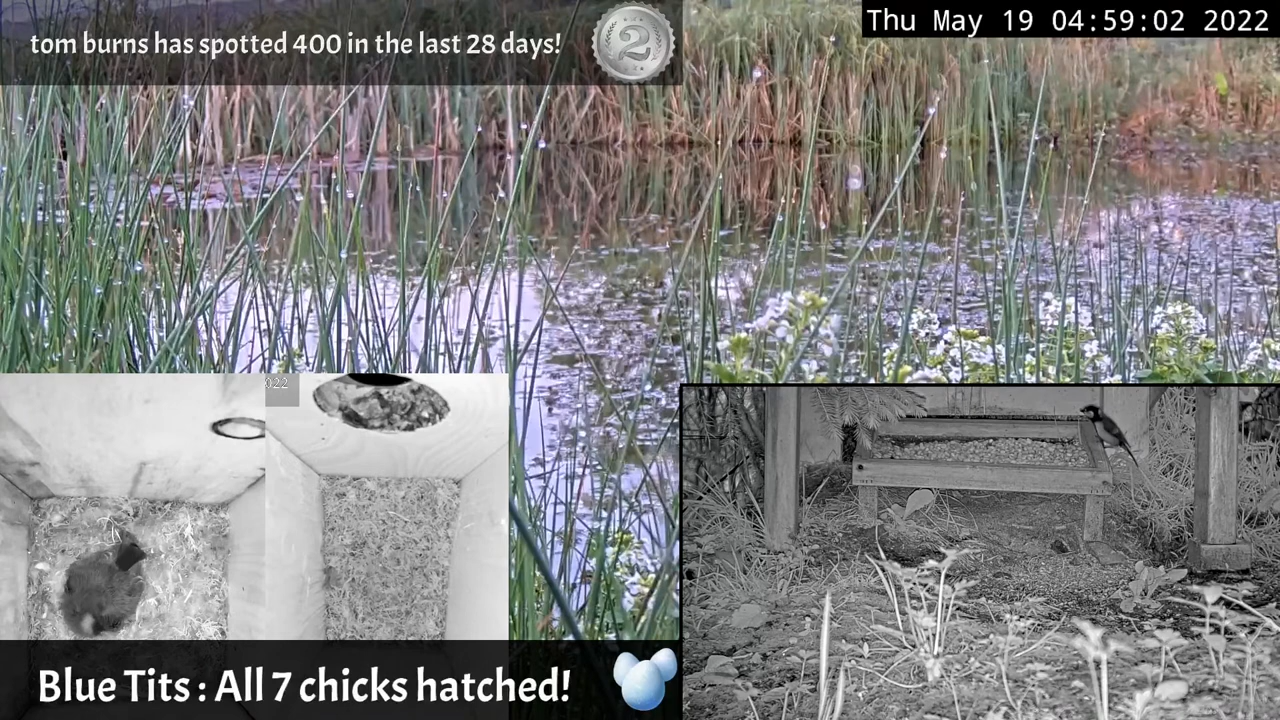 tom burns has spotted 400 in the last 28 days!
2
Thu May 19 04:59:02 2022
022
Blue Tits : All 7 chicks hatched!